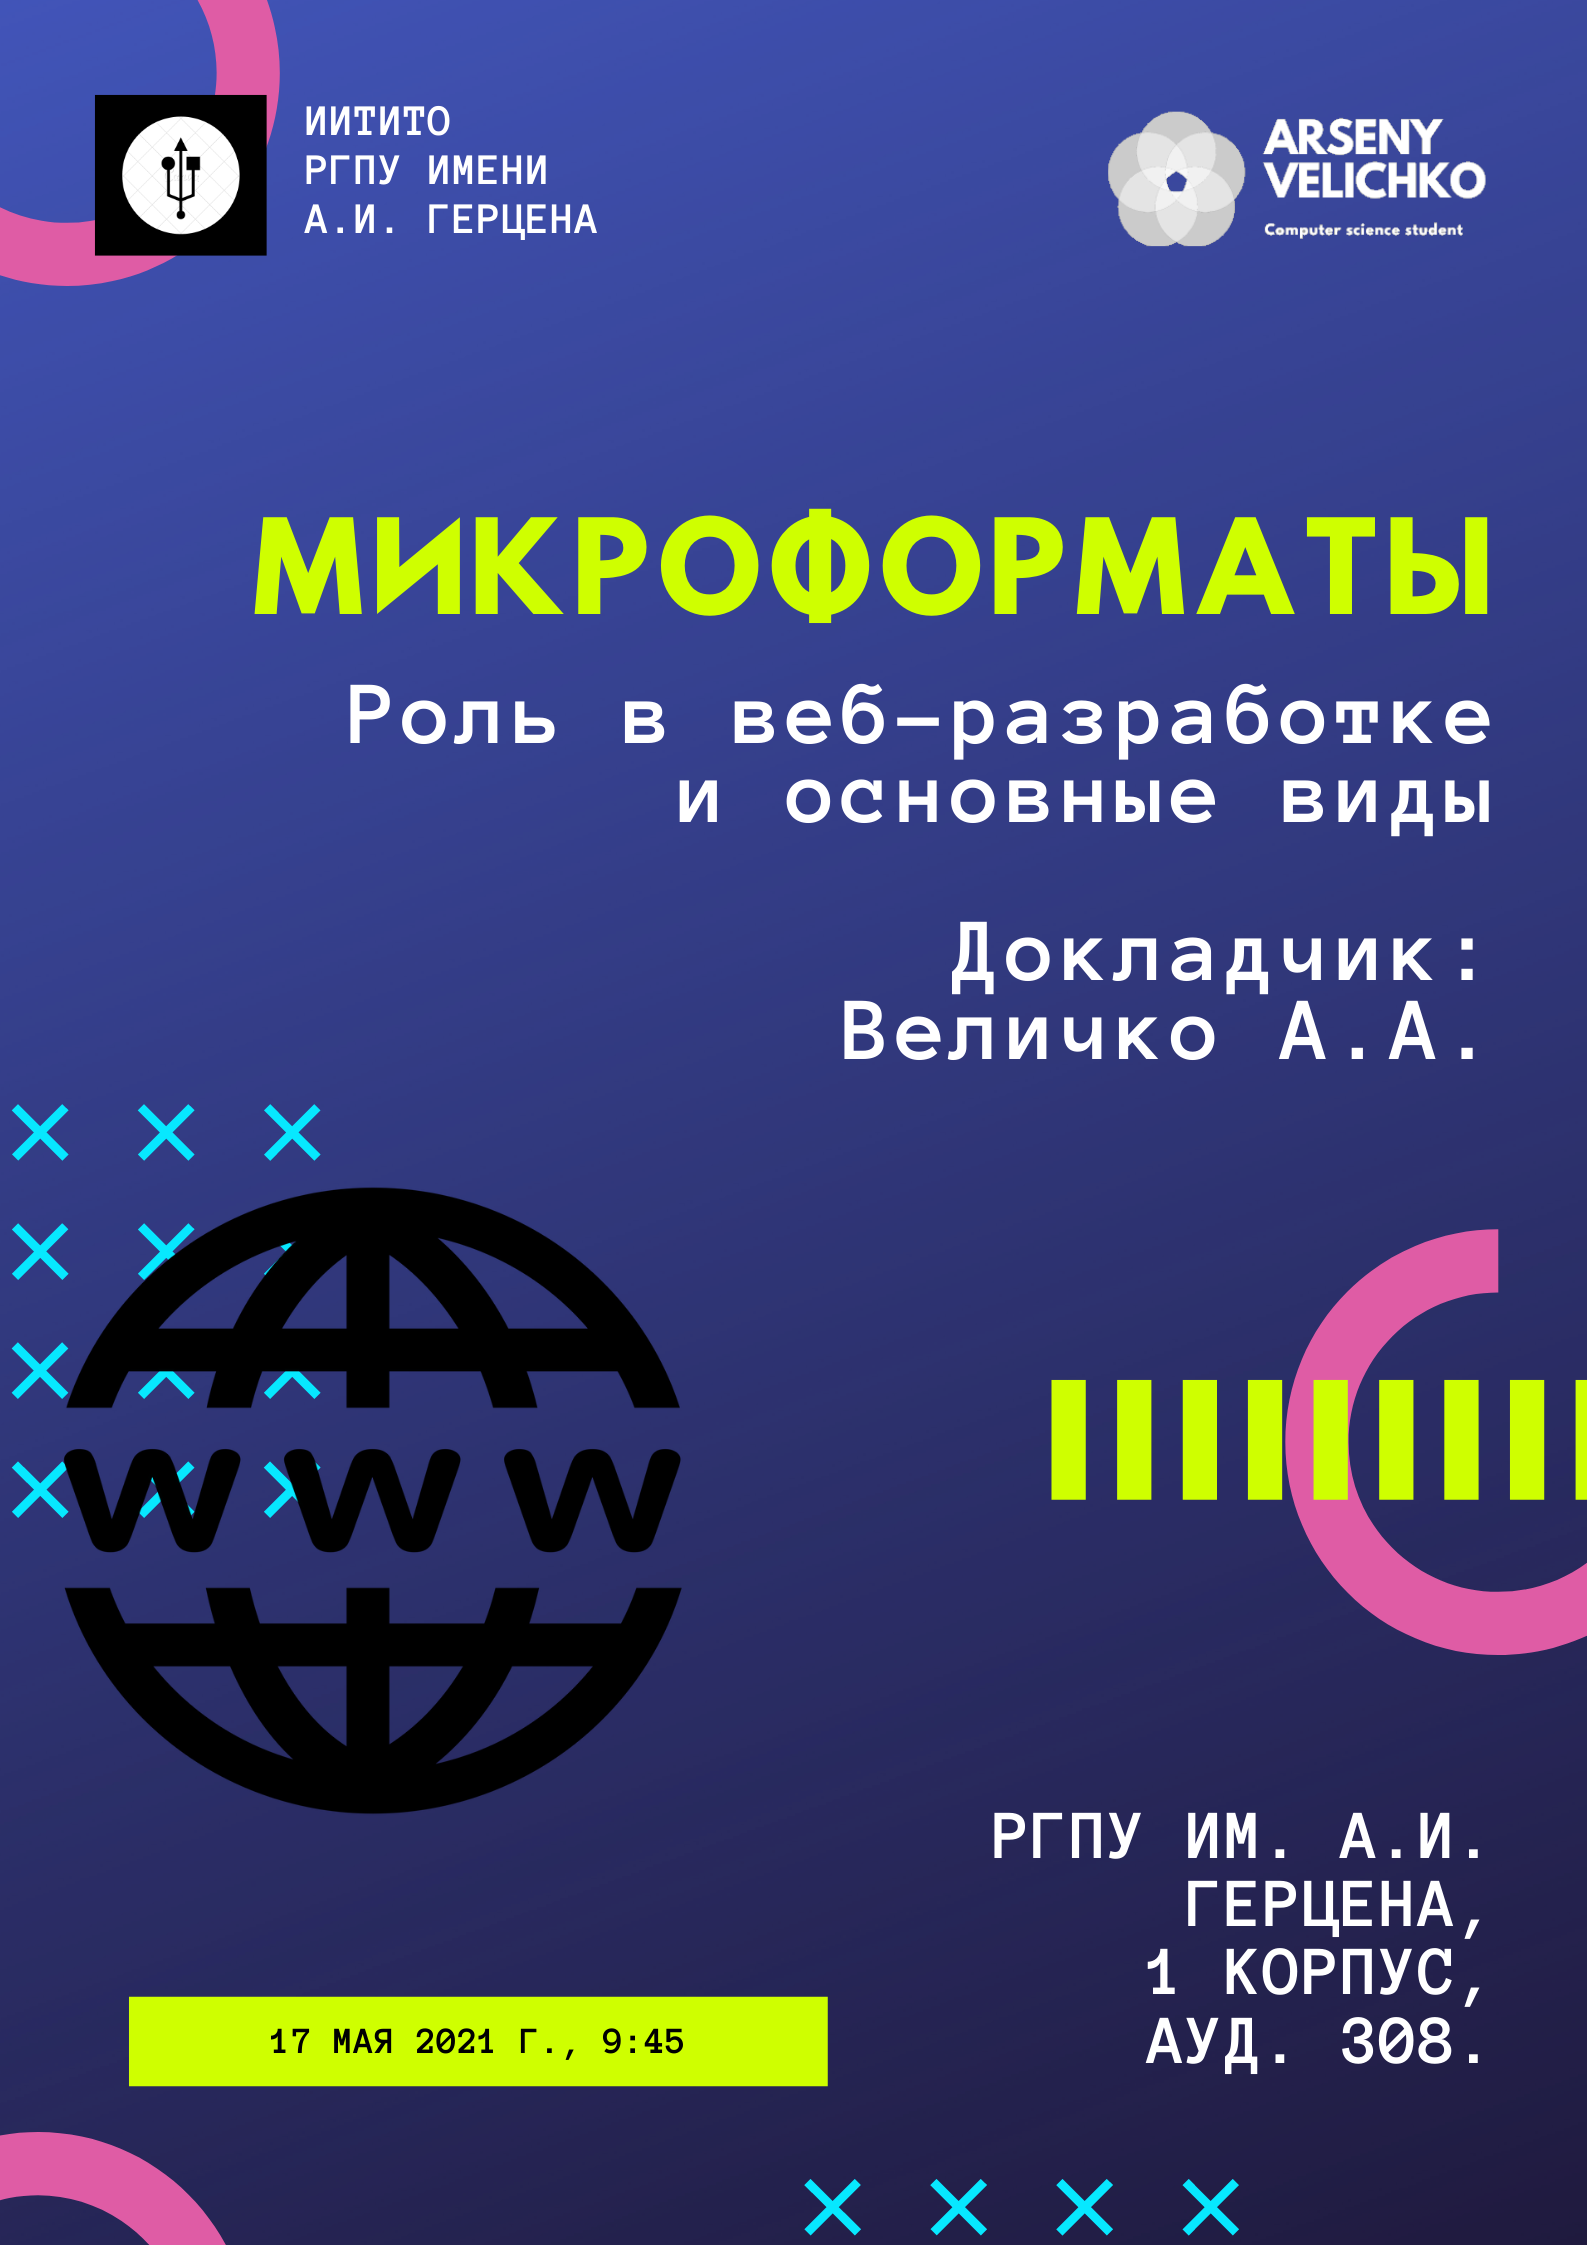 ИИТИТО
РГПУ ИМЕНИ
А.И. ГЕРЦЕНА
ARSENY
VELICHKO
Computer science student
МИКРОФОРМАТЫ
Роль в веб-разработке
и основные виды
Докладчик:
Величко А.А.
www
РГПУ ИМ. А.И.
ГЕРЦЕНА,
1 КОРПУС,
АУД. 308.
17 МАЯ 2021 Г., 9:45